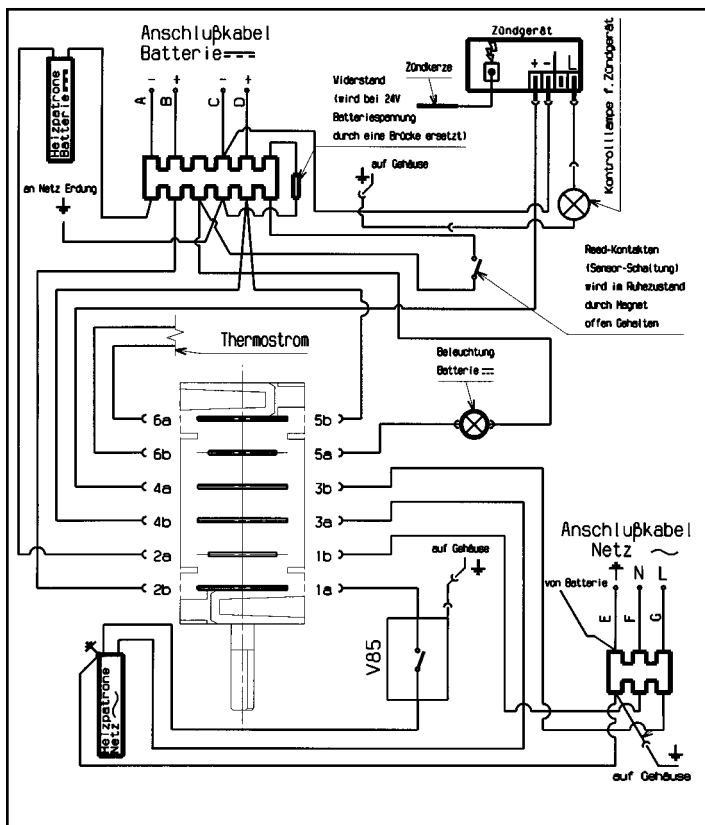 Anschlußkabel
Batterie
Zündgerät
Heizpatrone
Batterie
- + - +
A B C D
Widerstand
(wird bei 24V
Batteriespannung
durch eine Brücke ersetzt)
Zündkerze
+ - L
Kontrollampe f. Zündgerät
auf Gehäuse
an Netz Erdung
Reed-Kontakten
(Sensor-Schaltung)
wird im Ruhezustand
durch Magnet
offen Gehalten
Thermostrom
Beleuchtung
Batterie
6a 5b
6b 5a
4a 3b
4b 3a
2a 1b
2b 1a
auf Gehäuse
Anschlußkabel
Netz ~
N L
von Batterie
E F G
V85
Heizpatrone
Netz ~
auf Gehäuse